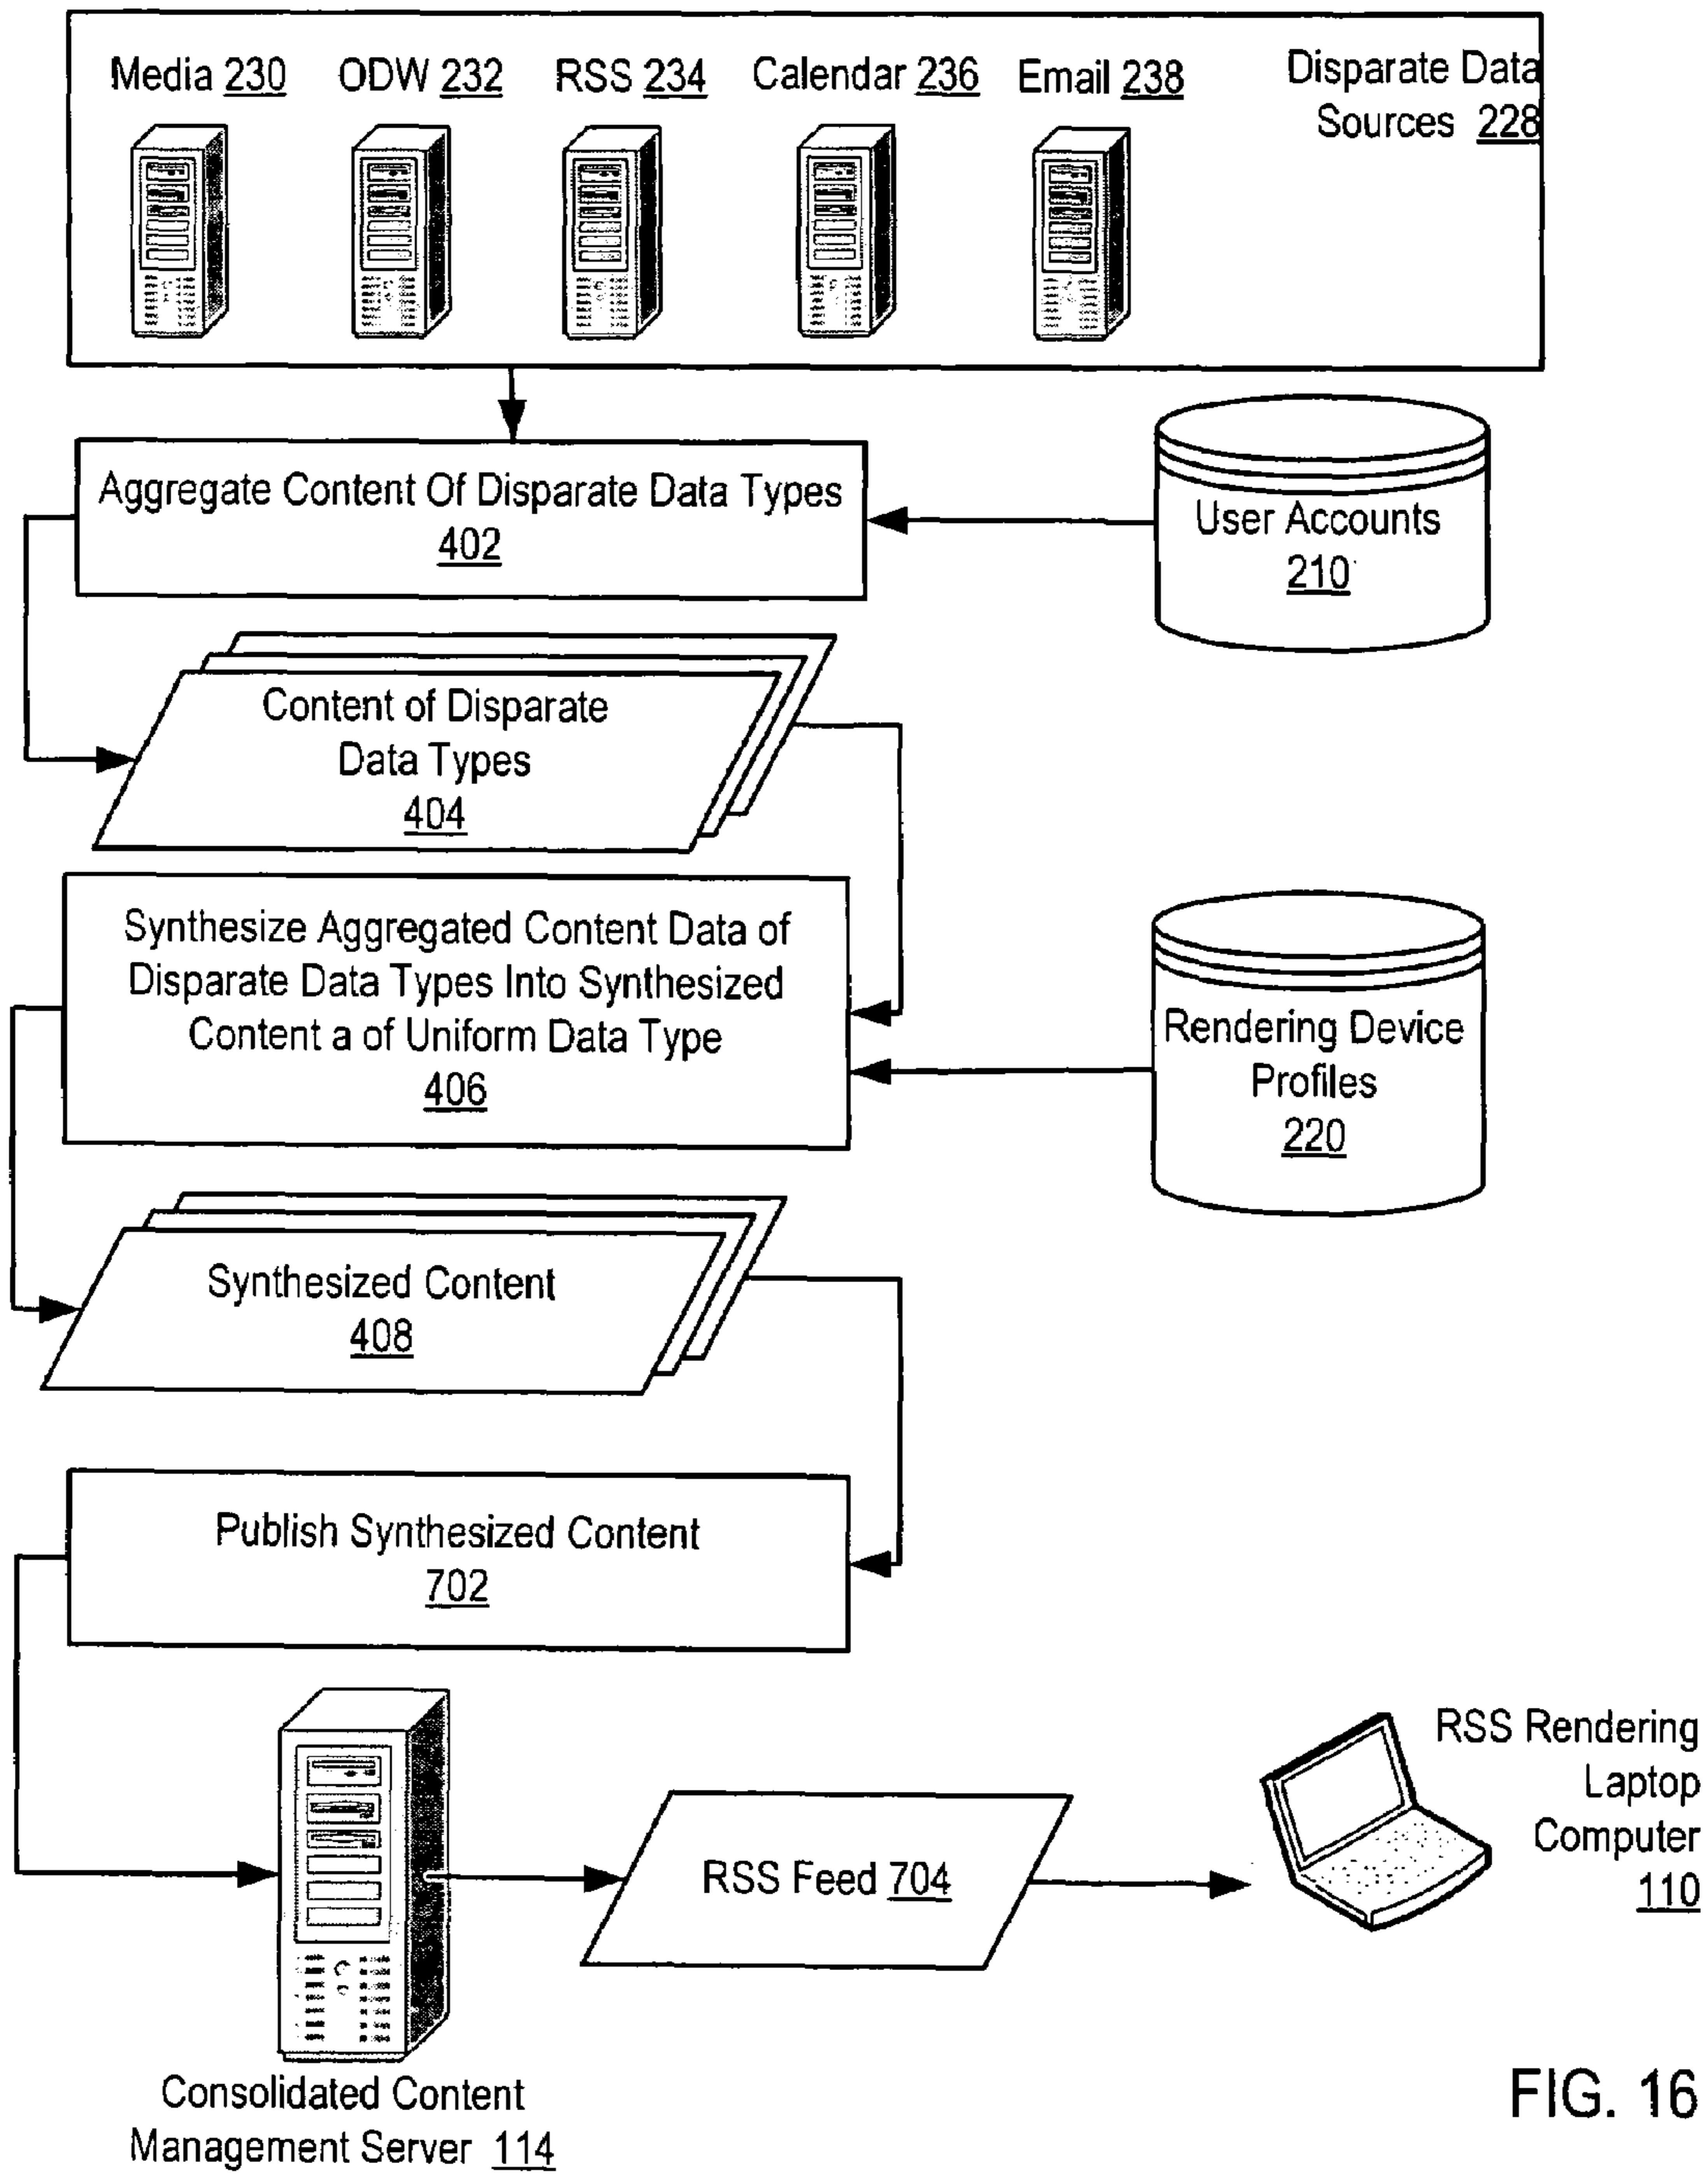 Media 230 ODW 232 RSS 234 Calendar 236 Email 238 Disparate Data
Sources 228
Aggregate Content Of Disparate Data Types
402
User Accounts
210
Content of Disparate
Data Types
404
Synthesize Aggregated Content Data of
Disparate Data Types Into Synthesized
Content a of Uniform Data Type
406
Rendering Device
Profiles
220
Synthesized Content
408
Publish Synthesized Content
702
RSS Rendering
Laptop
Computer
110
RSS Feed 704
Consolidated Content
Management Server 114
FIG. 16